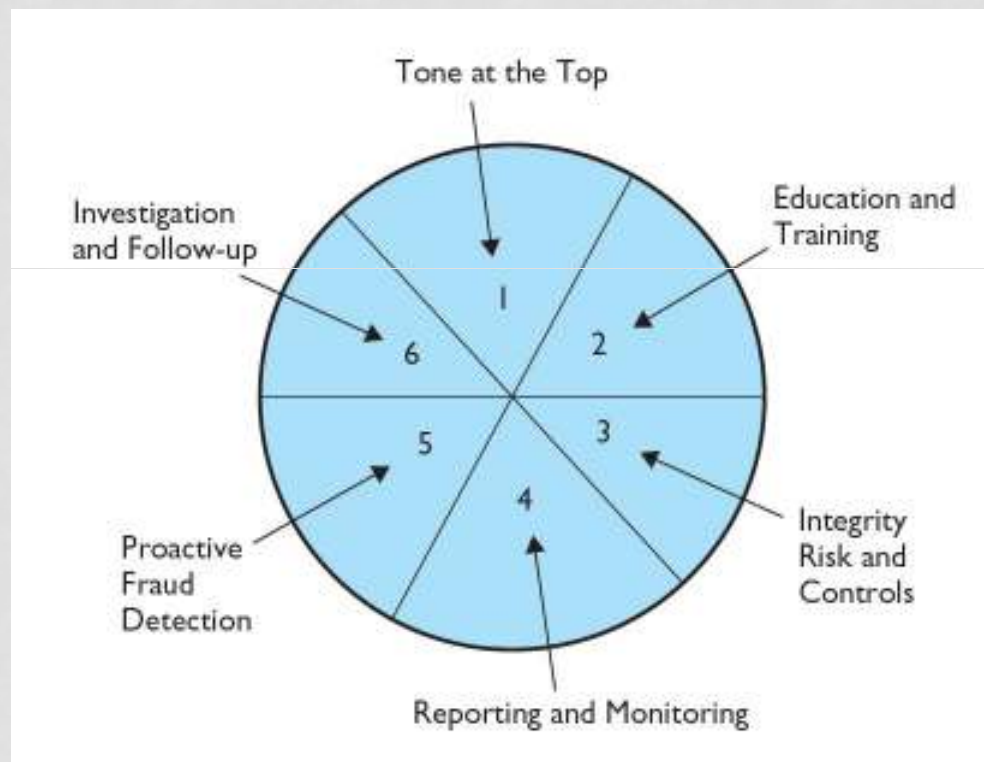 Tone at the Top
Education and
Training
Investigation
and Follow-up
1
2
6
3
5
4
Integrity
Risk and
Controls
Proactive
Fraud
Detection
Reporting and Monitoring